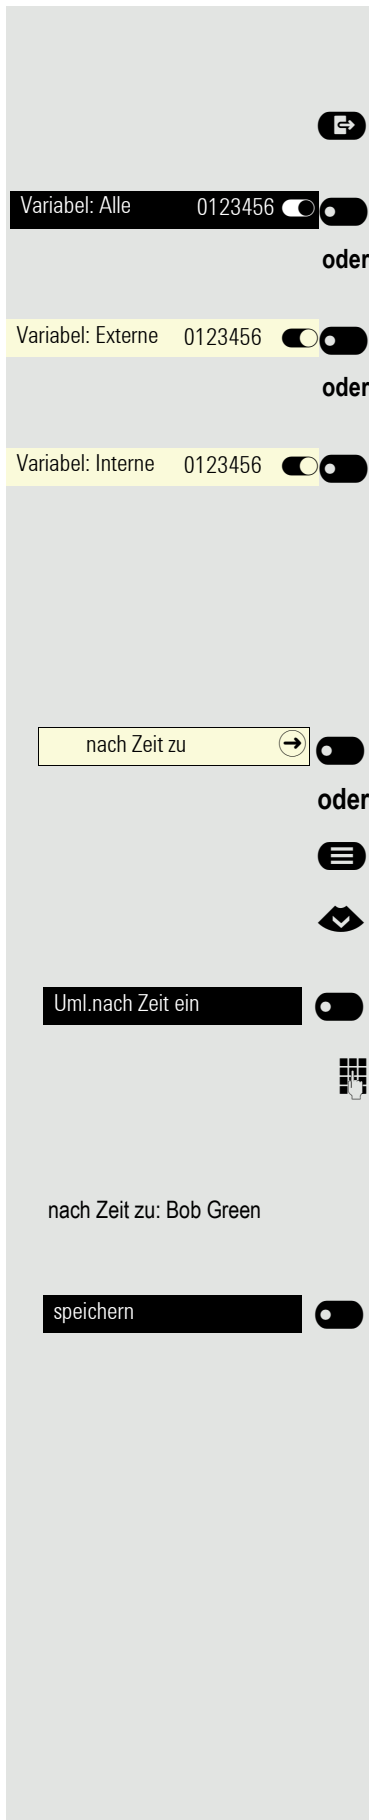 Variabel: Alle 0123456
oder
Variabel: Externe 0123456
oder
Variabel: Interne 0123456
nach Zeit zu
oder
Uml.nach Zeit ein
nach Zeit zu: Bob Green
speichern